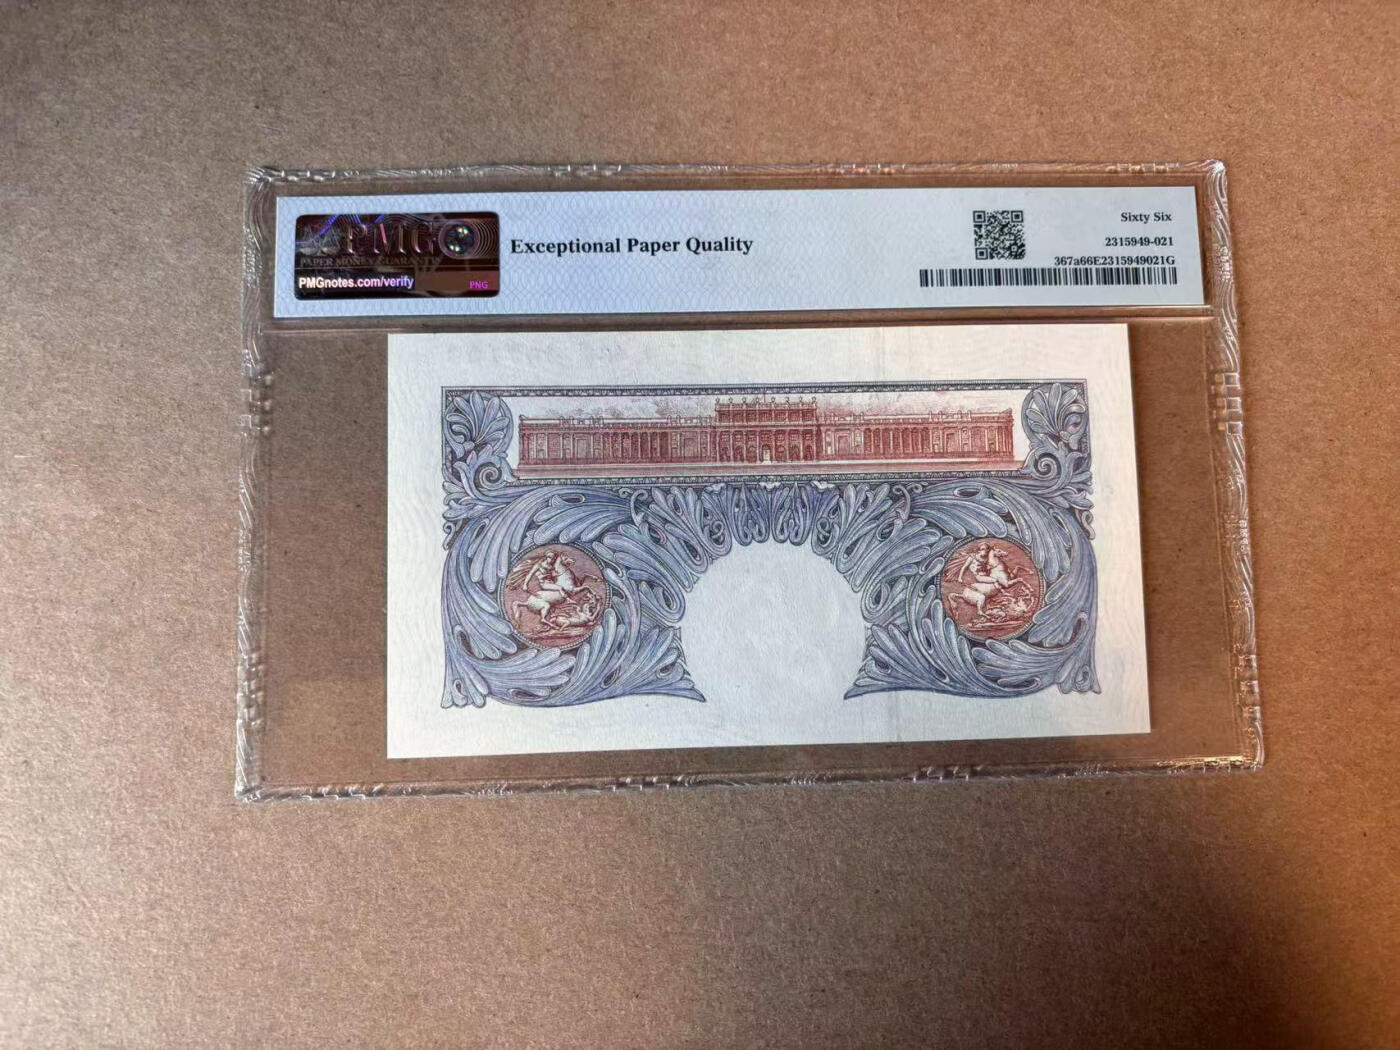 PMG
PAPER MONEY GUARANTY
PMGnotes.com/verify
PNG
Exceptional Paper Quality
Sixty Six
2315949-021
367a66E2315949021G